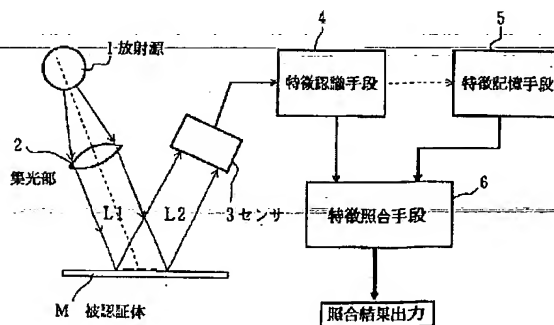 1 放射源
2
集光部
L1
L2
3 センサ
M 被認証体
4
特徴認識手段
5
特徴記憶手段
6
特徴照合手段
照合結果出力